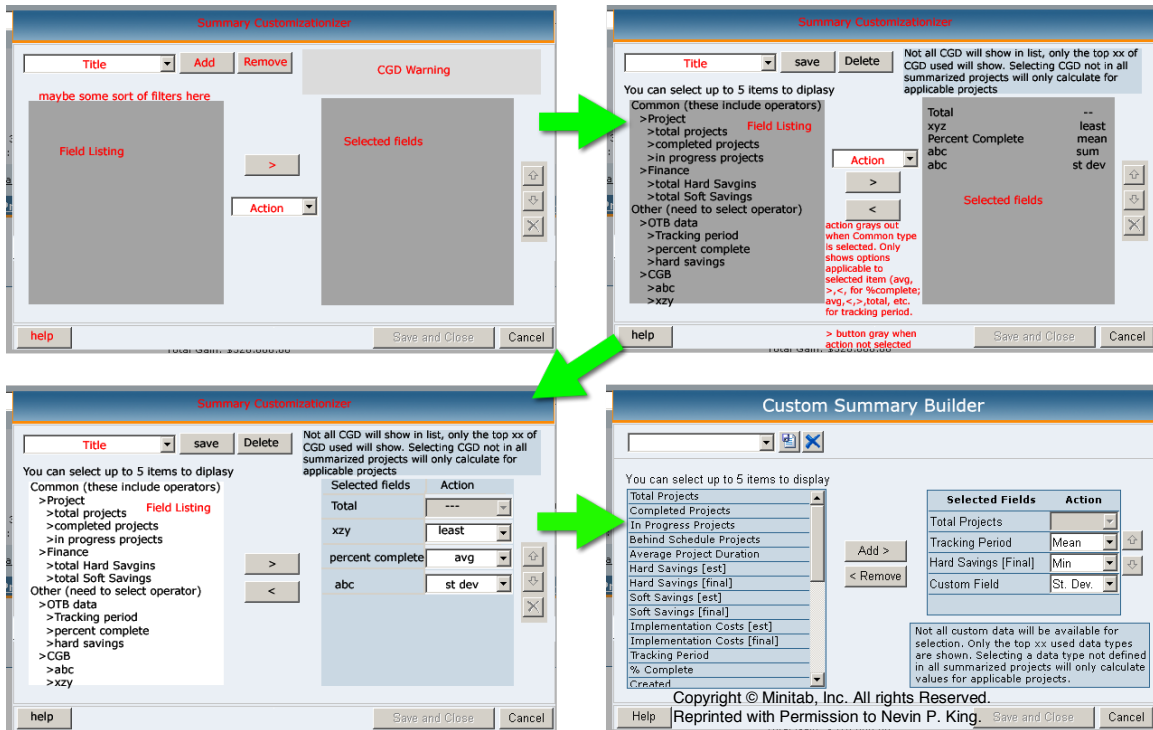 Summary Customizationizer
Title
Add
Remove
CGD Warning
maybe some sort of filters here
Field Listing
Selected fields
>
Action
help
Save and Close
Cancel
Total Gain: $320,000.00
Summary Customizationizer
Title
save
Delete
Not all CGD will show in list, only the top xx of
CGD used will show. Selecting CGD not in all
summarized projects will only calculate for
applicable projects
You can select up to 5 items to diplasy
Common (these include operators)
>Project
>total projects
>completed projects
>in progress projects
>Finance
>total Hard Savgins
>total Soft Savings
Other (need to select operator)
>OTB data
>Tracking period
>percent complete
>hard savings
>CGB
>abc
>xzy
Field Listing
Action
>
<
action grays out
when Common type
is selected. Only
shows options
applicable to
selected item (avg,
>,<, for %complete;
avg,<,>,total, etc.
for tracking period.
> button gray when
action not selected
Total --
xyz least
Percent Complete mean
abc sum
abc st dev
Selected fields
help
Save and Close
Cancel
Summary Customizationizer
Title
save
Delete
Not all CGD will show in list, only the top xx of
CGD used will show. Selecting CGD not in all
summarized projects will only calculate for
applicable projects
You can select up to 5 items to diplasy
Common (these include operators)
>Project
>total projects
>completed projects
>in progress projects
>Finance
>total Hard Savgins
>total Soft Savings
Other (need to select operator)
>OTB data
>Tracking period
>percent complete
>hard savings
>CGB
>abc
>xzy
Field Listing
>
<
Selected fields Action
Total ---
xzy least
percent complete avg
abc st dev
help
Save and Close
Cancel
Custom Summary Builder
You can select up to 5 items to display
Total Projects
Completed Projects
In Progress Projects
Behind Schedule Projects
Average Project Duration
Hard Savings [est]
Hard Savings [final]
Soft Savings [est]
Soft Savings [final]
Implementation Costs [est]
Implementation Costs [final]
Tracking Period
% Complete
Created
Add >
< Remove
Selected Fields Action
Total Projects
Tracking Period Mean
Hard Savings [Final] Min
Custom Field St. Dev.
Not all custom data will be available for
selection. Only the top xx used data types
are shown. Selecting a data type not defined
in all summarized projects will only calculate
values for applicable projects.
Copyright © Minitab, Inc. All rights Reserved.
Reprinted with Permission to Nevin P. King.
Help
Save and Close
Cancel